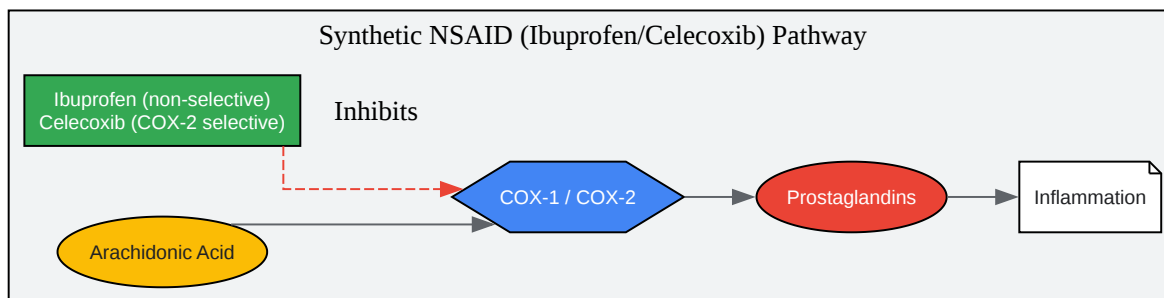 Synthetic NSAID (Ibuprofen/Celecoxib) Pathway
Ibuprofen (non-selective)
Celecoxib (COX-2 selective)
Inhibits
COX-1 / COX-2
Prostaglandins
Inflammation
Arachidonic Acid